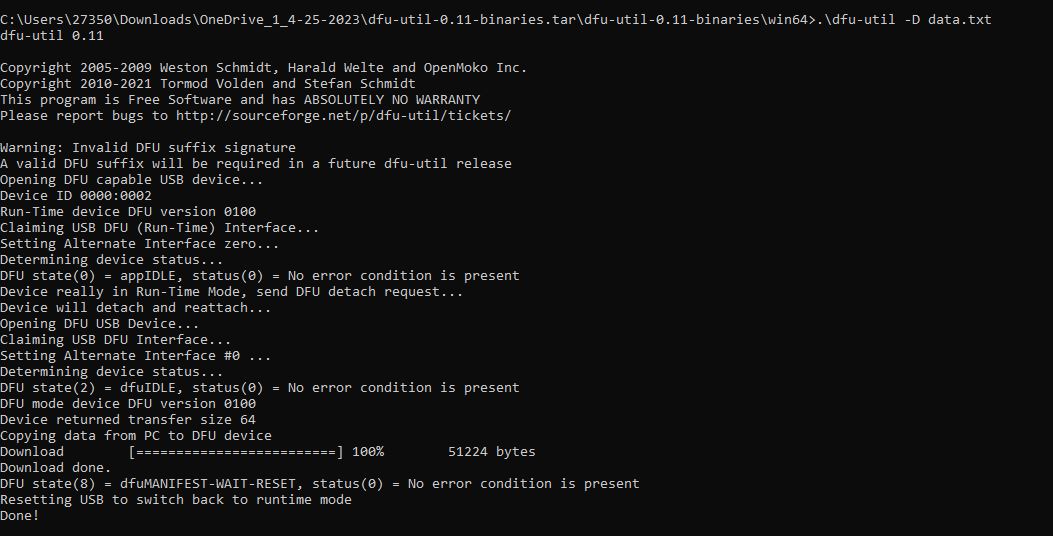 C:\Users\27350\Downloads\OneDrive_1_4-25-2023\dfu-util-0.11-binaries.tar\dfu-util-0.11-binaries\win64>.\dfu-util -D data.txt
dfu-util 0.11
Copyright 2005-2009 Weston Schmidt, Harald Welte and OpenMoko Inc.
Copyright 2010-2021 Tormod Volden and Stefan Schmidt
This program is Free Software and has ABSOLUTELY NO WARRANTY
Please report bugs to http://sourceforge.net/p/dfu-util/tickets/
Warning: Invalid DFU suffix signature
A valid DFU suffix will be required in a future dfu-util release
Opening DFU capable USB device...
Device ID 0000:0002
Run-Time device DFU version 0100
Claiming USB DFU (Run-Time) Interface...
Setting Alternate Interface zero...
Determining device status...
DFU state(0) = appIDLE, status(0) = No error condition is present
Device really in Run-Time Mode, send DFU detach request...
Device will detach and reattach...
Opening DFU USB Device...
Claiming USB DFU Interface...
Setting Alternate Interface #0 ...
Determining device status...
DFU state(2) = dfuIDLE, status(0) = No error condition is present
DFU mode device DFU version 0100
Device returned transfer size 64
Copying data from PC to DFU device
Download	[=========================] 100%        51224 bytes
Download done.
DFU state(8) = dfuMANIFEST-WAIT-RESET, status(0) = No error condition is present
Resetting USB to switch back to runtime mode
Done!